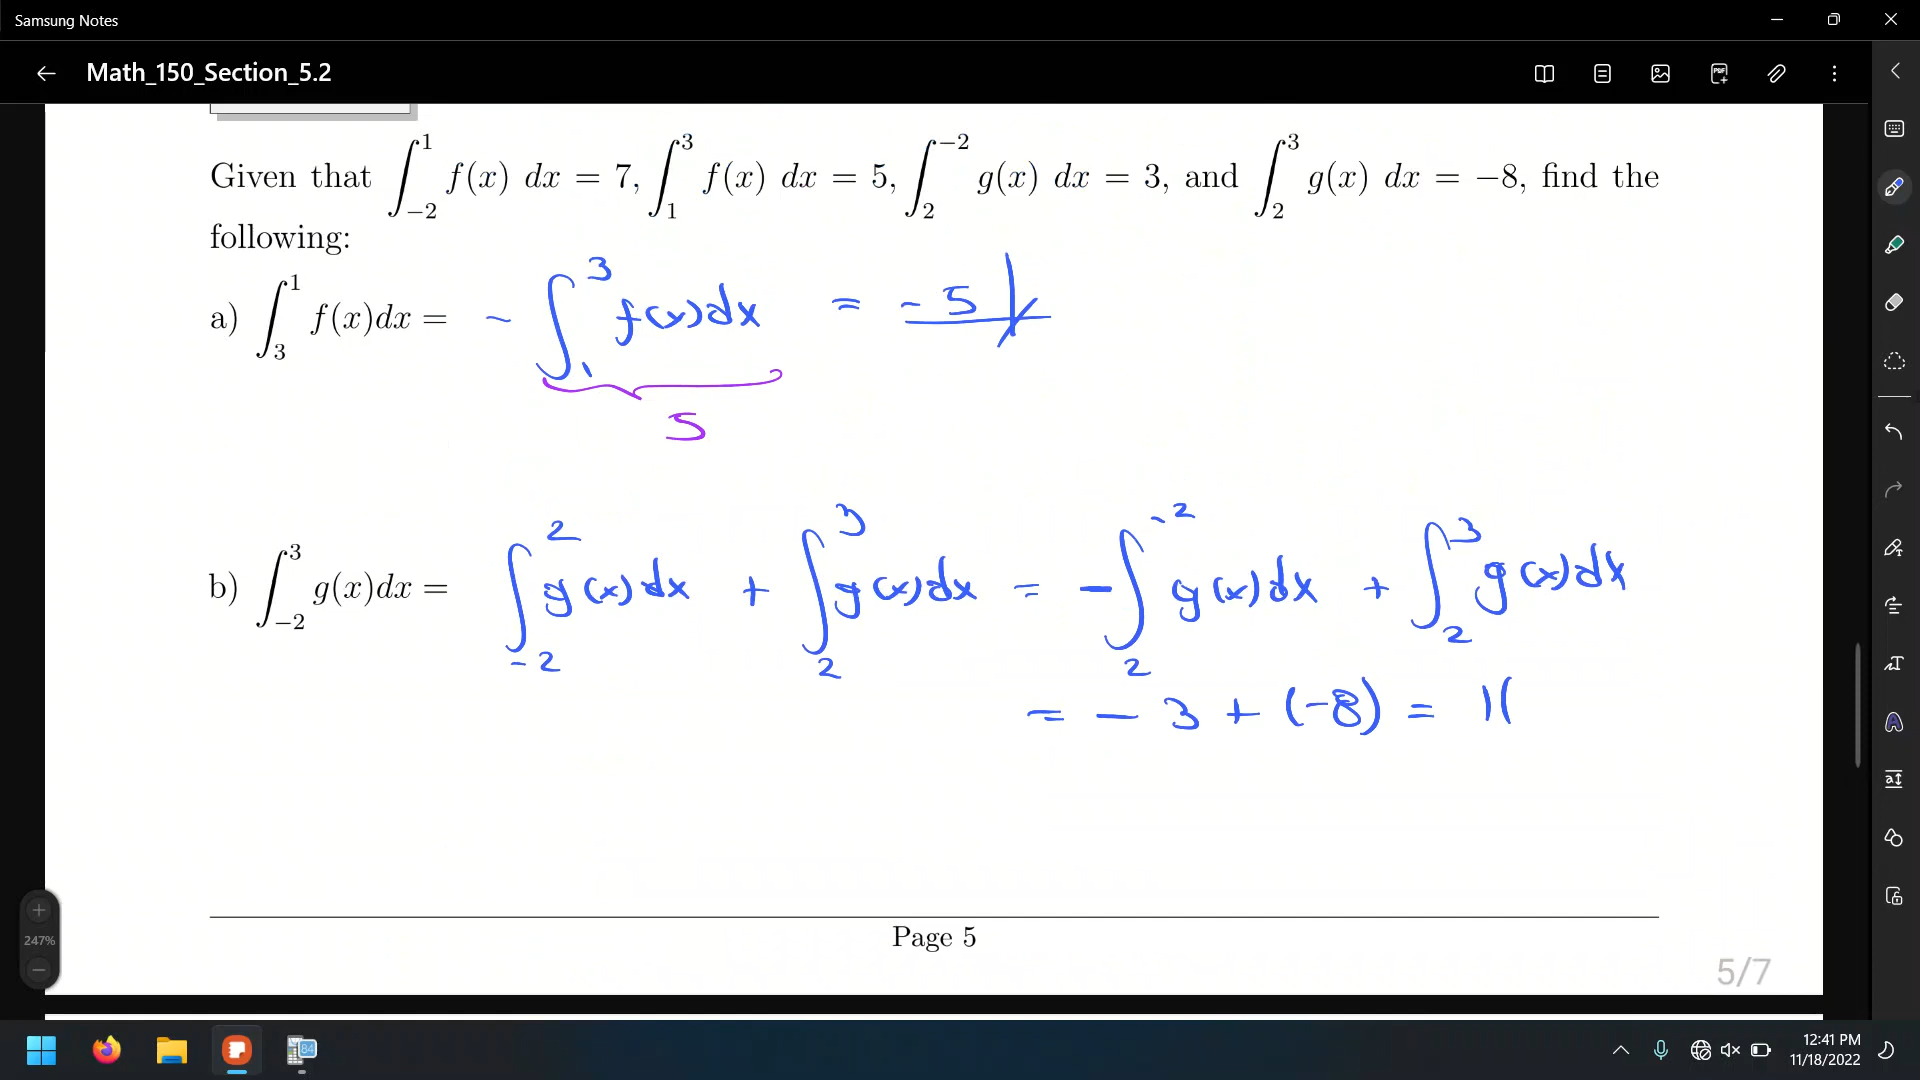 Samsung Notes
Math_150_Section_5.2
Given that ∫_{-2}^{1} f(x) dx = 7, ∫_{1}^{3} f(x) dx = 5, ∫_{2}^{-2} g(x) dx = 3, and ∫_{2}^{3} g(x) dx = −8, find the
following:
a) ∫_{3}^{1} f(x)dx = - ∫_{1}^{3} f(x)dx = -5
5
b) ∫_{-2}^{3} g(x)dx = ∫_{-2}^{2} g(x)dx + ∫_{2}^{3} g(x)dx = -∫_{2}^{-2} g(x)dx + ∫_{2}^{3} g(x)dx
= - 3 + (-8) = 11
Page 5
5/7
247%
12:41 PM
11/18/2022